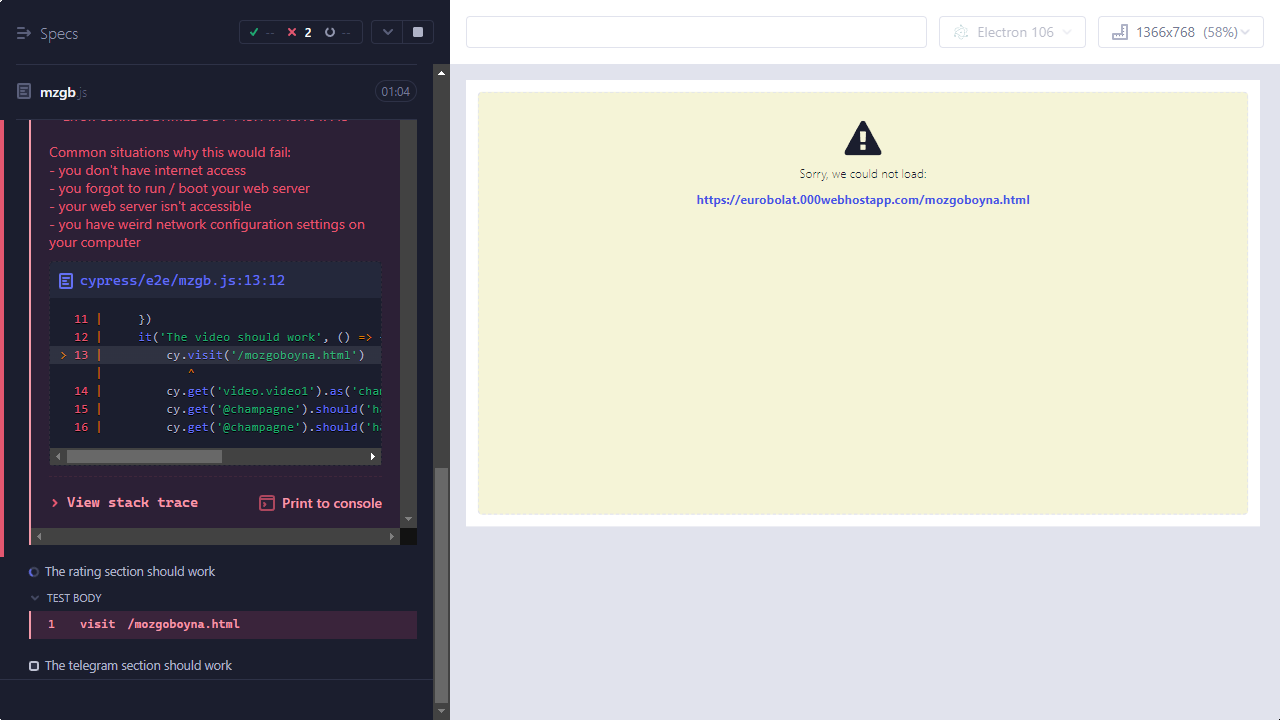 Specs
--
2
--
mzgb.js
01:04
Common situations why this would fail:
- you don't have internet access
- you forgot to run / boot your web server
- your web server isn't accessible
- you have weird network configuration settings on
your computer
cypress/e2e/mzgb.js:13:12
11 | })
12 | it('The video should work', () =>
> 13 | cy.visit('/mozgoboyna.html')
| ^
14 | cy.get('video.video1').as('cham
15 | cy.get('@champagne').should('ha
16 | cy.get('@champagne').should('ha
> View stack trace
Print to console
The rating section should work
TEST BODY
1 visit /mozgoboyna.html
The telegram section should work
Electron 106
1366x768 (58%)
Sorry, we could not load:
https://eurobolat.000webhostapp.com/mozgoboyna.html